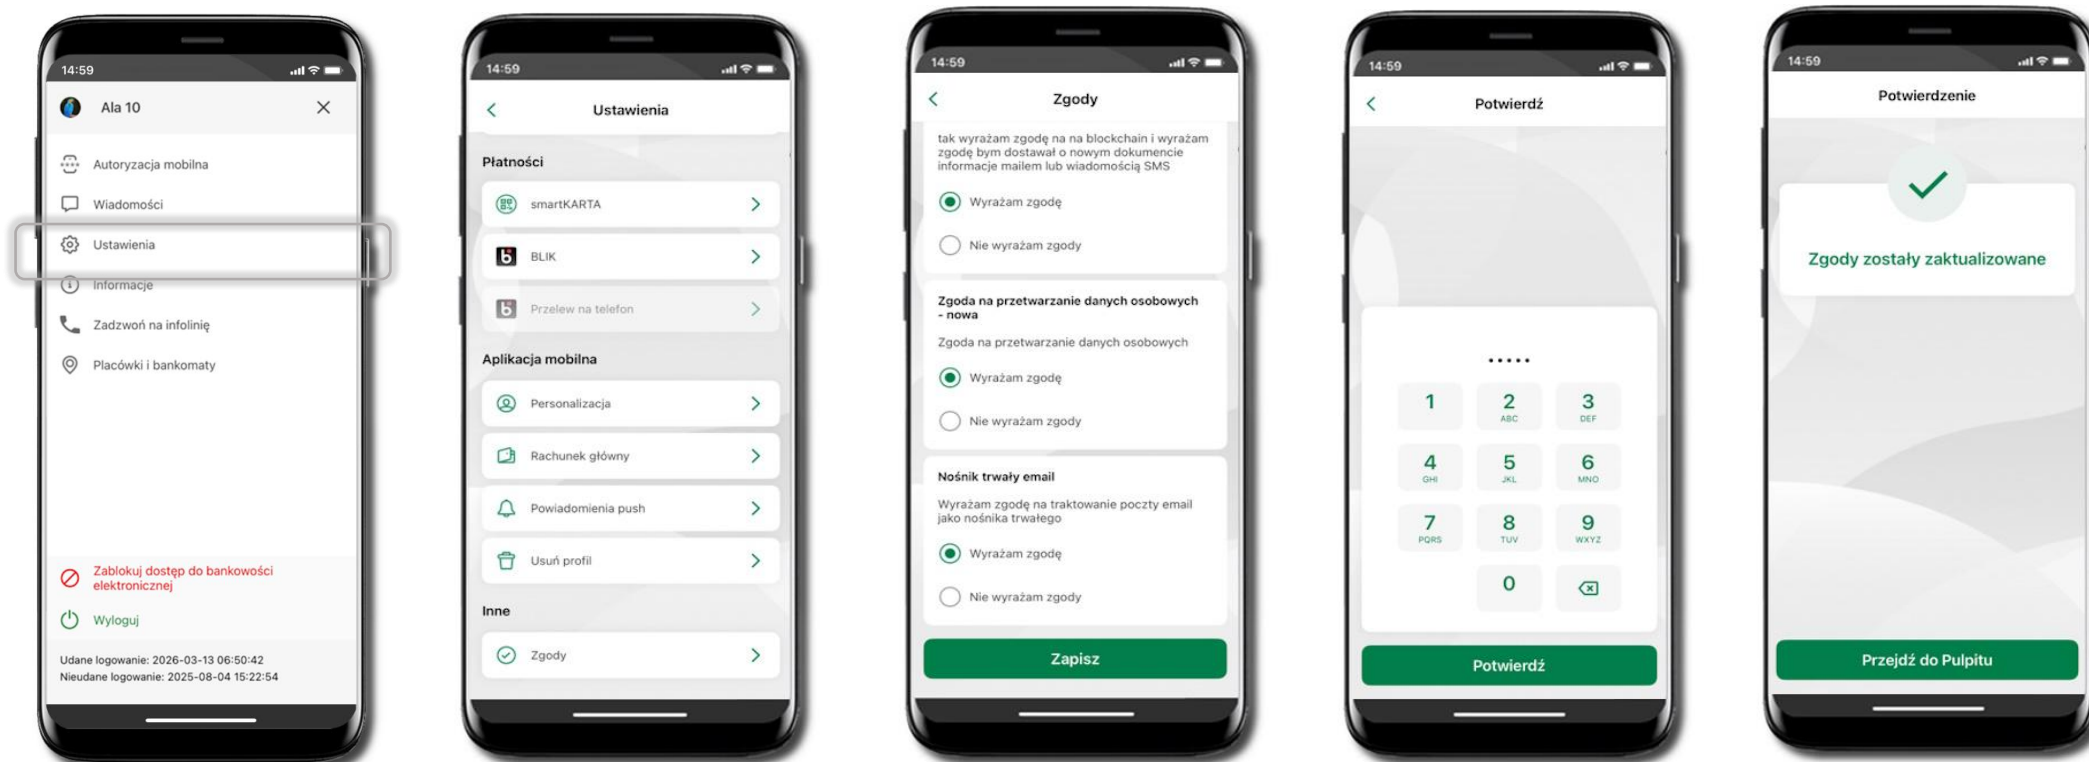 14:59
Ala 10
Autoryzacja mobilna
Wiadomości
Ustawienia
Informacje
Zadzwoń na infolinię
Placówki i bankomaty
Zablokuj dostęp do bankowości
elektronicznej
Wyloguj
Udane logowanie: 2026-03-13 06:50:42
Nieudane logowanie: 2025-08-04 15:22:54
14:59
Ustawienia
Płatności
smartKARTA
BLIK
Przelew na telefon
Aplikacja mobilna
Personalizacja
Rachunek główny
Powiadomienia push
Usuń profil
Inne
Zgody
14:59
Zgody
tak wyrażam zgodę na na blockchain i wyrażam
zgodę bym dostawał o nowym dokumencie
informacje mailem lub wiadomością SMS
Wyrażam zgodę
Nie wyrażam zgody
Zgoda na przetwarzanie danych osobowych
- nowa
Zgoda na przetwarzanie danych osobowych
Wyrażam zgodę
Nie wyrażam zgody
Nośnik trwały email
Wyrażam zgodę na traktowanie poczty email
jako nośnika trwałego
Wyrażam zgodę
Nie wyrażam zgody
Zapisz
14:59
Potwierdź
1 2 3
ABC DEF
4 5 6
GHI JKL MNO
7 8 9
PQRS TUV WXYZ
0
Potwierdź
14:59
Potwierdzenie
Zgody zostały zaktualizowane
Przejdź do Pulpitu